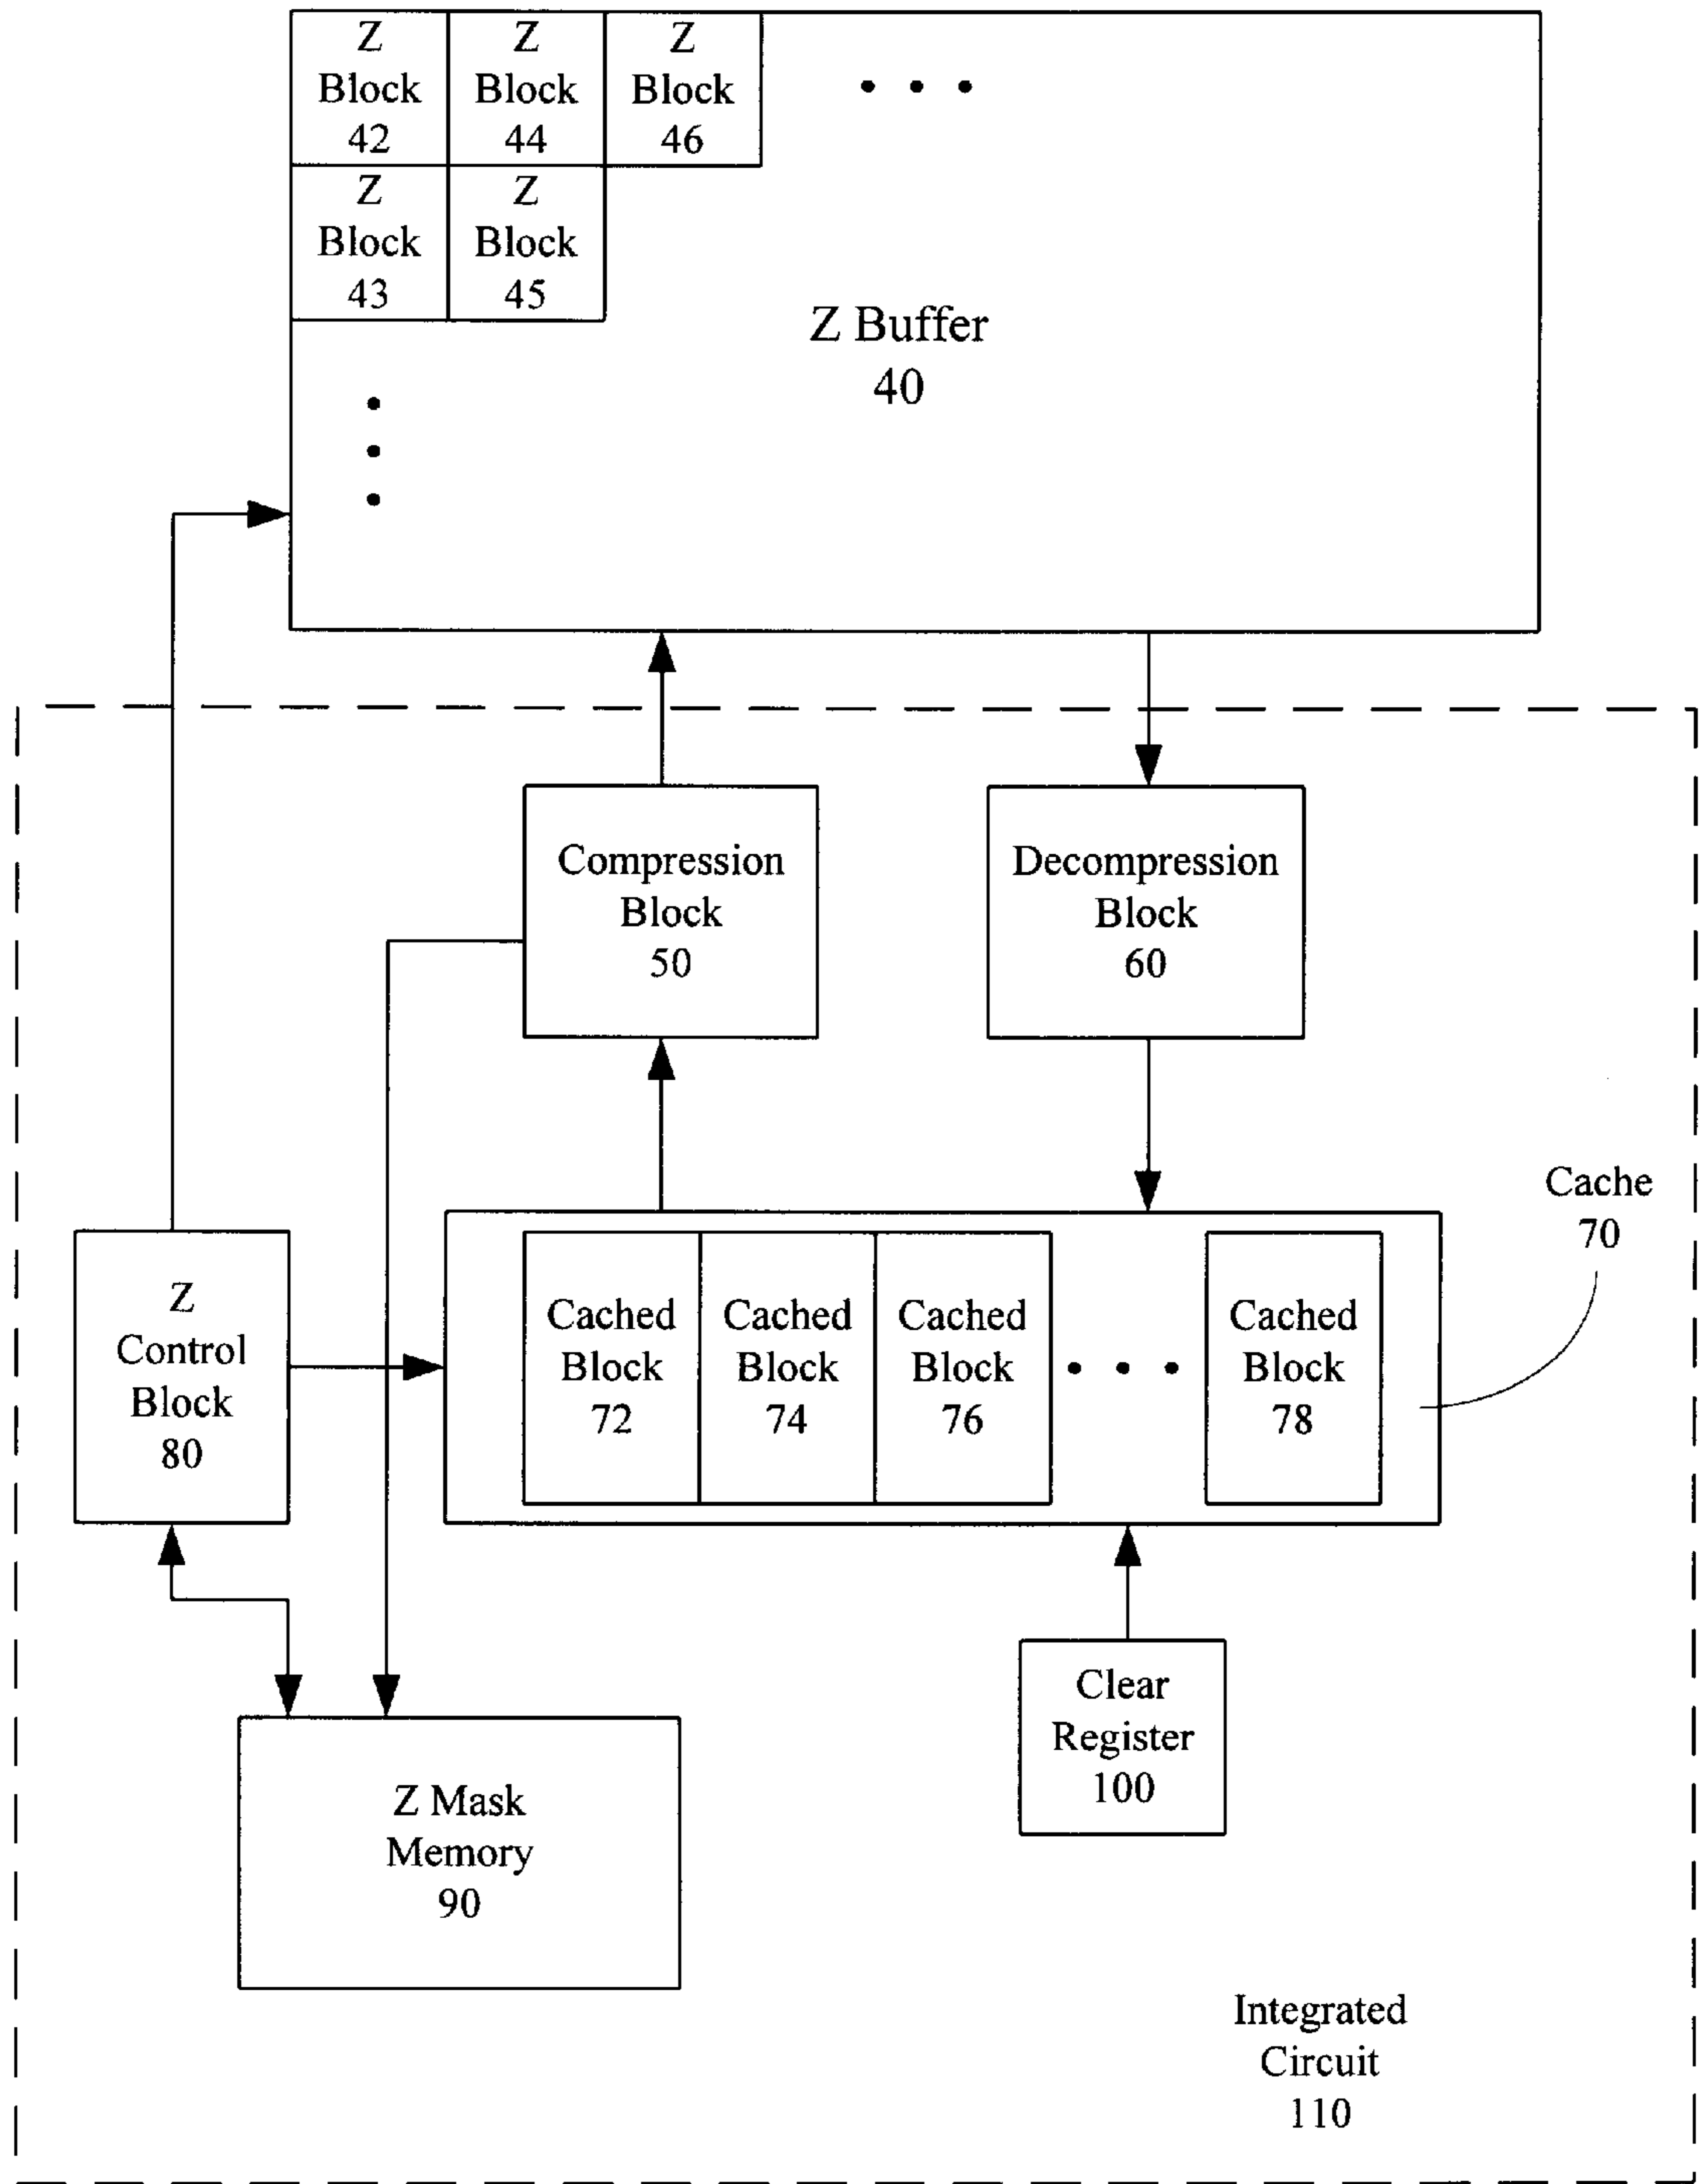 Z
Block
42
Z
Block
44
Z
Block
46
Z
Block
43
Z
Block
45
Z Buffer
40
Compression
Block
50
Decompression
Block
60
Cache
70
Z
Control
Block
80
Cached
Block
72
Cached
Block
74
Cached
Block
76
Cached
Block
78
Clear
Register
100
Z Mask
Memory
90
Integrated
Circuit
110